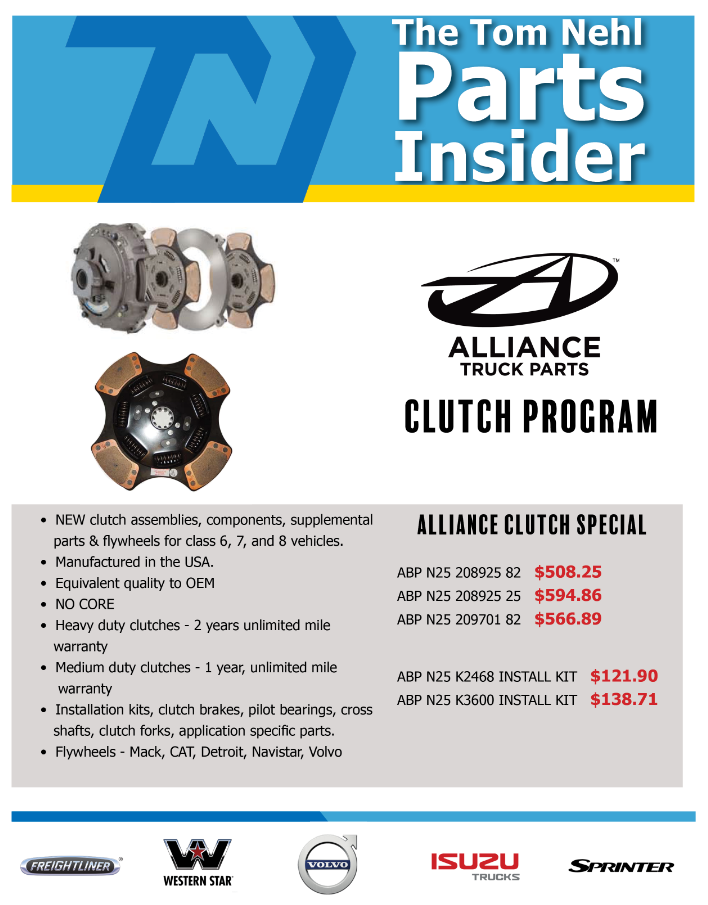 The Tom Nehl
Parts
Insider
ALLIANCE
TRUCK PARTS
CLUTCH PROGRAM
• NEW clutch assemblies, components, supplemental
parts & flywheels for class 6, 7, and 8 vehicles.
• Manufactured in the USA.
• Equivalent quality to OEM
• NO CORE
• Heavy duty clutches - 2 years unlimited mile
warranty
• Medium duty clutches - 1 year, unlimited mile
warranty
• Installation kits, clutch brakes, pilot bearings, cross
shafts, clutch forks, application specific parts.
• Flywheels - Mack, CAT, Detroit, Navistar, Volvo
ALLIANCE CLUTCH SPECIAL
ABP N25 208925 82 $508.25
ABP N25 208925 25 $594.86
ABP N25 209701 82 $566.89
ABP N25 K2468 INSTALL KIT $121.90
ABP N25 K3600 INSTALL KIT $138.71
FREIGHTLINER
WESTERN STAR
VOLVO
ISUZU
TRUCKS
SPRINTER